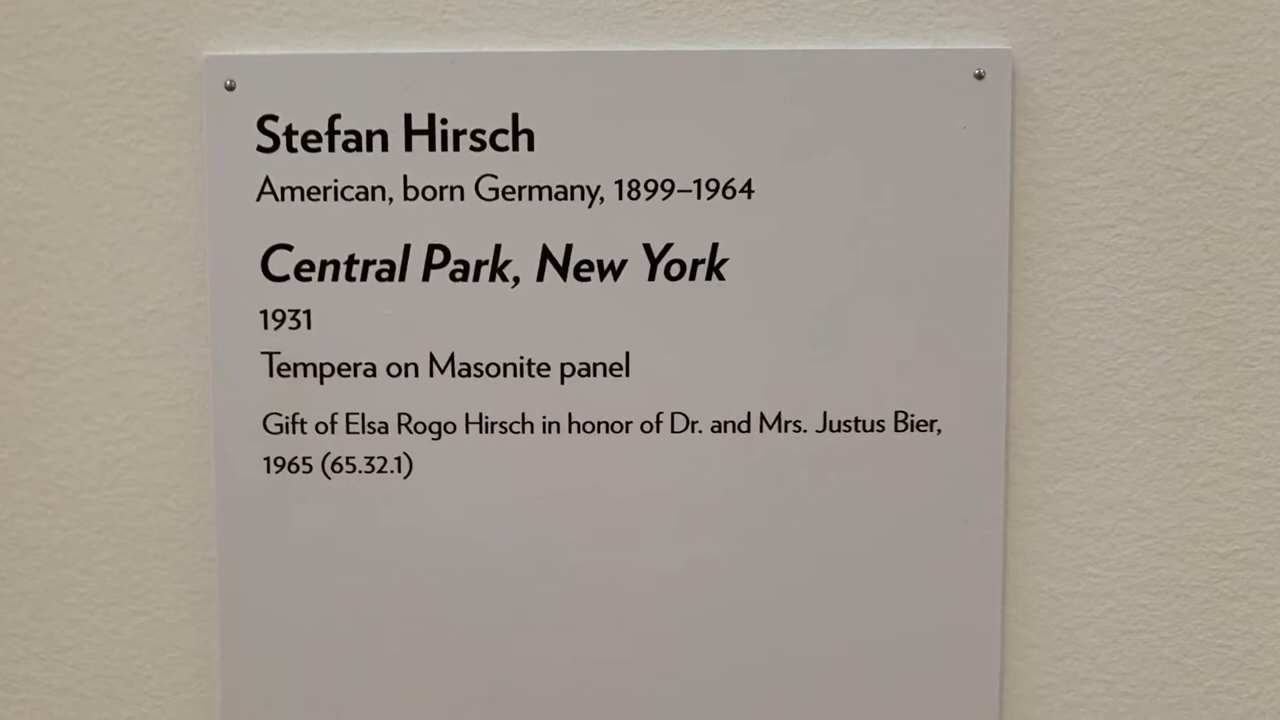 Stefan Hirsch
American, born Germany, 1899–1964
Central Park, New York
1931
Tempera on Masonite panel
Gift of Elsa Rogo Hirsch in honor of Dr. and Mrs. Justus Bier,
1965 (65.32.1)